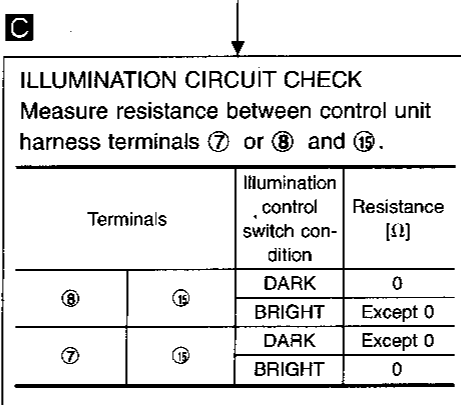 C
ILLUMINATION CIRCUIT CHECK
Measure resistance between control unit
harness terminals ⑦ or ⑧ and ⑮.
Terminals
Illumination
control
switch con-
dition
Resistance
[Ω]
⑧ ⑮ DARK 0
BRIGHT Except 0
⑦ ⑮ DARK Except 0
BRIGHT 0